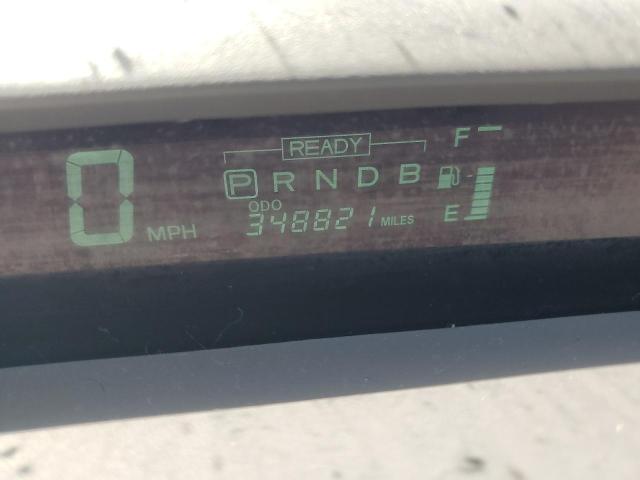 READY
F
P R N D B
ODO
0 MPH
348821 MILES
E